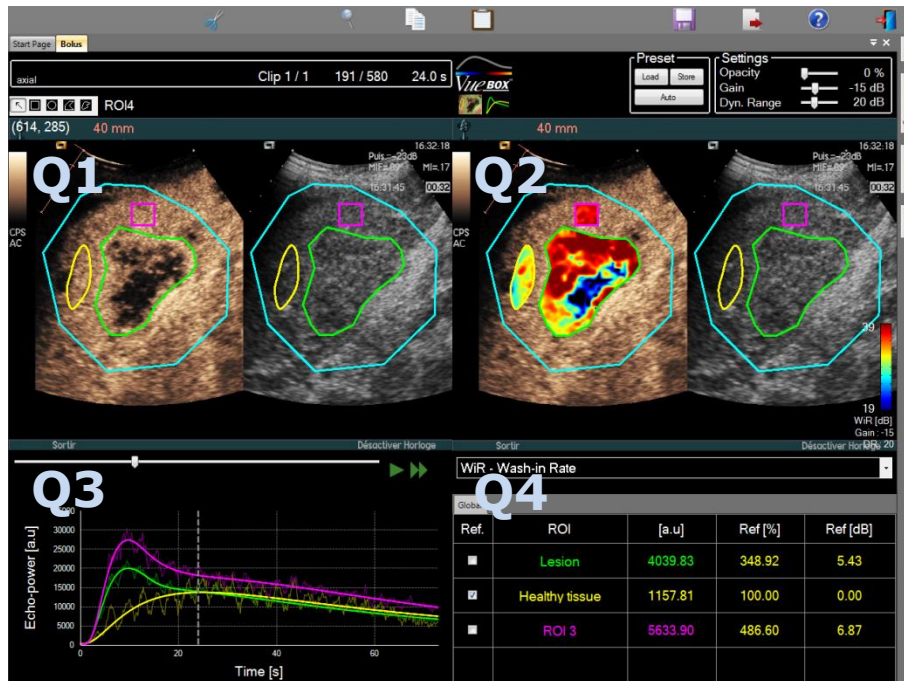 Start Page Bolus
axial Clip 1 / 1 191 / 580 24.0 s
VUEBOX
Preset
Load Store
Auto
Settings
Opacity 0 %
Gain -15 dB
Dyn. Range 20 dB
ROI4
(614, 285) 40 mm
40 mm
Q1
16.32.18
Puis.=-23dB
MI=.17
16:31:45 00:32
CPS
AC
Q2
16.32.18
Puis.=-23dB
MI=.17
16:31:45 00:32
CPS
AC
39
19
WiR [dB]
Gain : -15
DR: 20
Sortir Désactiver Horloge
Sortir Désactiver Horloge
Q3
Echo-power [a.u]
30000
25000
20000
15000
10000
5000
0
0 20 40 60
Time [s]
WiR - Wash-in Rate
Q4
Global
Ref. ROI [a.u] Ref [%] Ref [dB]
Lesion 4039.83 348.92 5.43
Healthy tissue 1157.81 100.00 0.00
ROI 3 5633.90 486.60 6.87